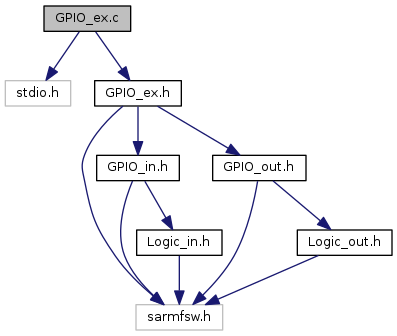 GPIO_ex.c
stdio.h
GPIO_ex.h
GPIO_in.h
GPIO_out.h
Logic_in.h
Logic_out.h
sarmfsw.h